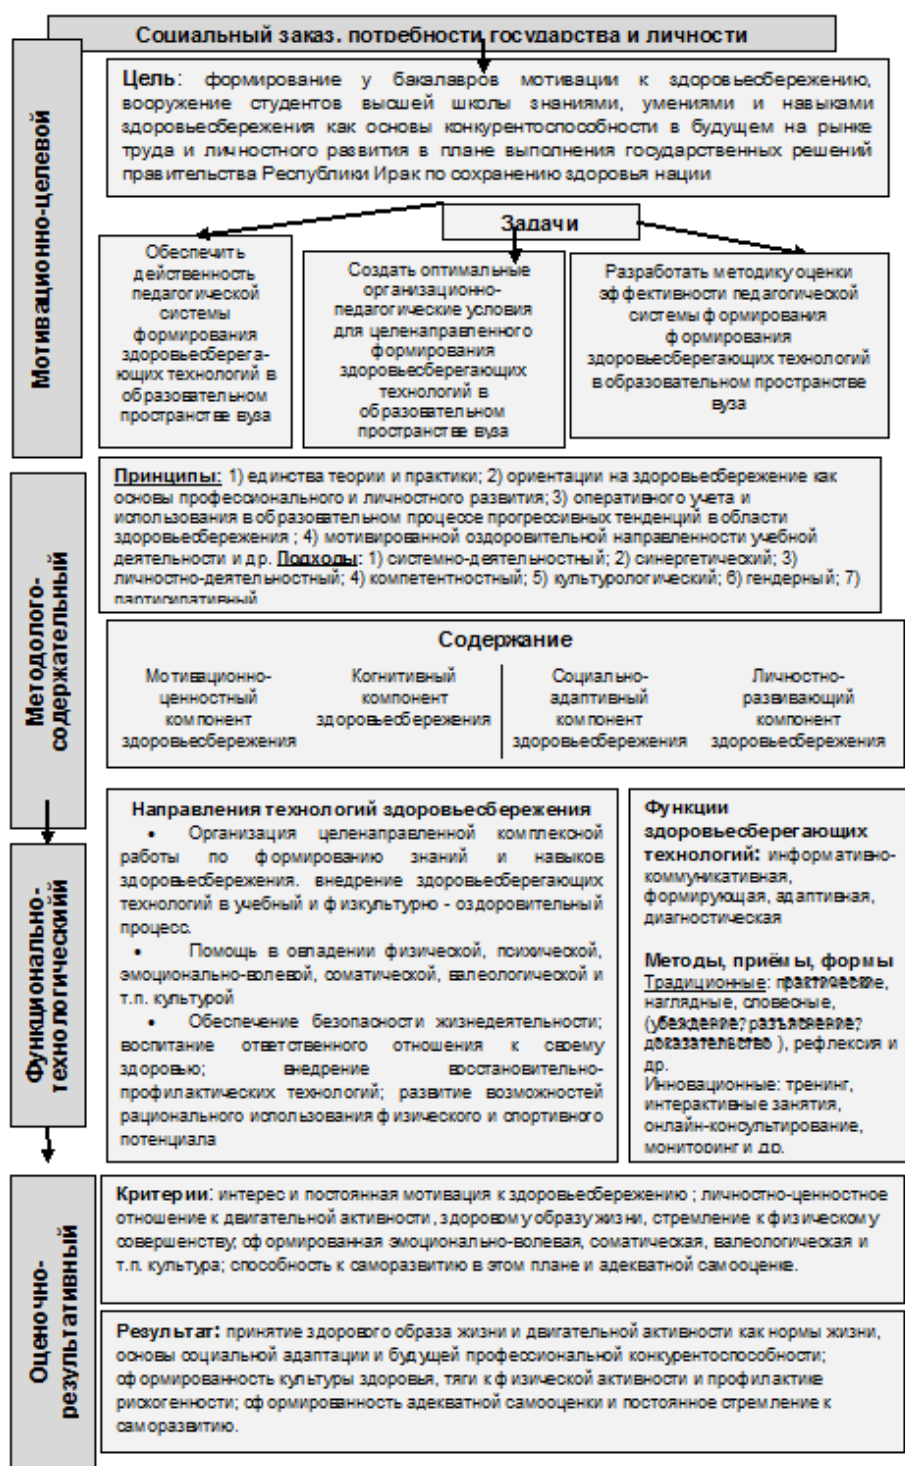 Социальный заказ, потребности государства и личности
Мотивационно-целевой
Цель: формирование у бакалавров мотивации к здоровьесбережению,
вооружение студентов высшей школы знаниями, умениями и навыками
здоровьесбережения как основы конкурентоспособности в будущем на рынке
труда и личностного развития в плане выполнения государственных решений
правительства Республики Ирак по сохранению здоровья нации
Задачи
Обеспечить
действенность
педагогической
системы
формирования
здоровьесберега-
ющих технологий в
образовательном
пространстве вуза
Создать оптимальные
организационно-
педагогические условия
для целенаправленного
формирования
здоровьесберегающих
технологий в
образовательном
пространстве вуза
Разработать методику оценки
эффективности педагогической
системы формирования
формирования
здоровьесберегающих технологий
в образовательном пространстве
вуза
Методолого-
содержательный
Принципы: 1) единства теории и практики; 2) ориентации на здоровьесбережение как
основы профессионального и личностного развития; 3) оперативного учета и
использования в образовательном процессе прогрессивных тенденций в области
здоровьесбережения ; 4) мотивированной оздоровительной направленности учебной
деятельности и др. Подходы: 1) системно-деятельностный; 2) синергетический; 3)
личностно-деятельностный; 4) компетентностный; 5) культурологический; 6) гендерный; 7)
партисипативный
Содержание
Мотивационно-
ценностный
компонент
здоровьесбережения
Когнитивный
компонент
здоровьесбережения
Социально-
адаптивный
компонент
здоровьесбережения
Личностно-
развивающий
компонент
здоровьесбережения
Функционально-
технологический
Направления технологий здоровьесбережения
• Организация целенаправленной комплексной
работы по формированию знаний и навыков
здоровьесбережения. внедрение здоровьесберегающих
технологий в учебный и физкультурно - оздоровительный
процесс.
• Помощь в овладении физической, психической,
эмоционально-волевой, соматической, валеологической и
т.п. культурой
• Обеспечение безопасности жизнедеятельности;
воспитание ответственного отношения к своему
здоровью; внедрение восстановительно-
профилактических технологий; развитие возможностей
рационального использования физического и спортивного
потенциала
Функции
здоровьесберегающих
технологий: информативно-
коммуникативная,
формирующая, адаптивная,
диагностическая
Методы, приёмы, формы
Традиционные: практические,
наглядные, словесные,
(убеждение, разъяснение,
доказательство ), рефлексия и
др.
Инновационные: тренинг,
интерактивные занятия,
онлайн-консультирование,
мониторинг и др.
Оценочно-
результативный
Критерии: интерес и постоянная мотивация к здоровьесбережению ; личностно-ценностное
отношение к двигательной активности, здоровому образу жизни, стремление к физическому
совершенству; сформированная эмоционально-волевая, соматическая, валеологическая и
т.п. культура; способность к саморазвитию в этом плане и адекватной самооценке.
Результат: принятие здорового образа жизни и двигательной активности как нормы жизни,
основы социальной адаптации и будущей профессиональной конкурентоспособности;
сформированность культуры здоровья, тяги к физической активности и профилактике
рискогенности; сформированность адекватной самооценки и постоянное стремление к
саморазвитию.